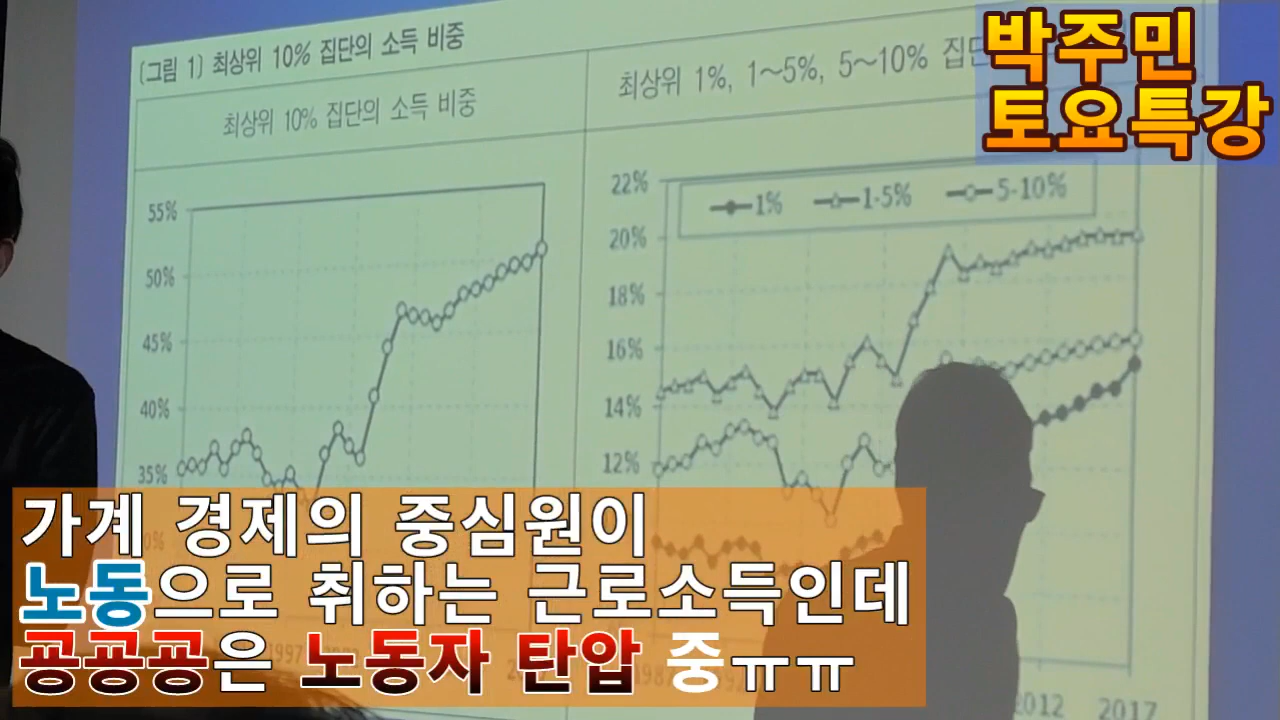 박주민
토요특강
(그림 1) 최상위 10% 집단의 소득 비중
최상위 10% 집단의 소득 비중
55%
50%
45%
40%
35%
최상위 1%, 1~5%, 5~10% 집단
22%
1% 1-5% 5-10%
20%
18%
16%
14%
12%
2012 2017
가계 경제의 중심원이
노동으로 취하는 근로소득인데
은 노동자 탄압 중ㅠㅠ